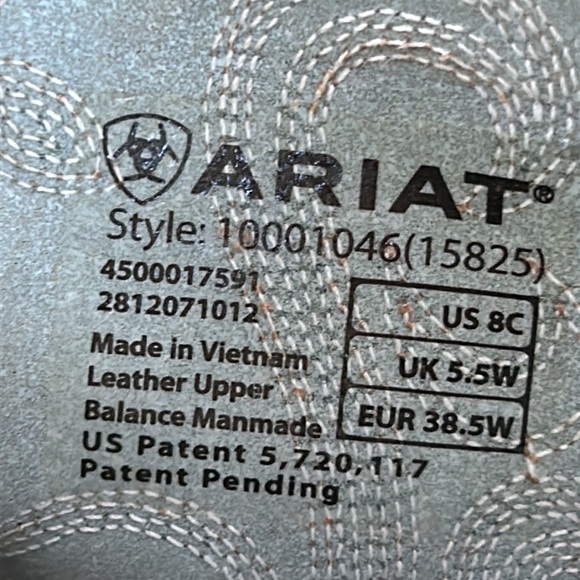 ARIAT®
Style: 10001046(15825)
4500017591
2812071012
US 8C
UK 5.5W
EUR 38.5W
Made in Vietnam
Leather Upper
Balance Manmade
US Patent 5,720,117
Patent Pending